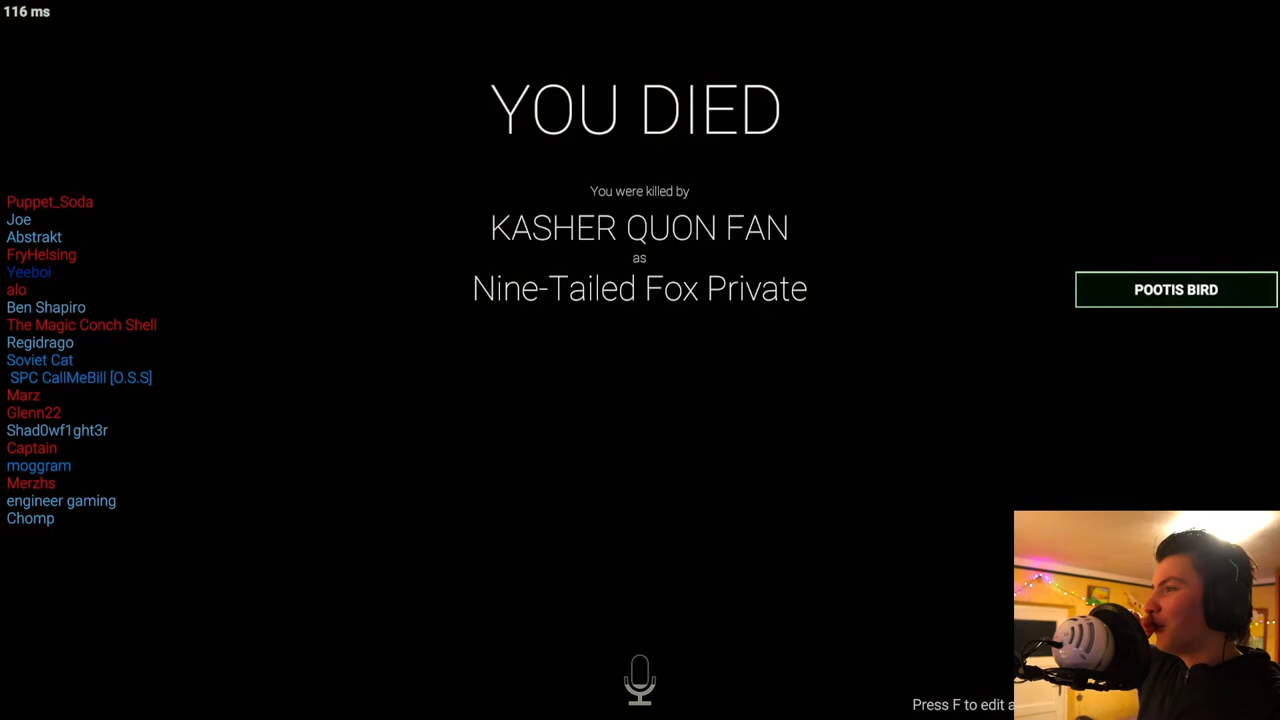 116 ms
YOU DIED
You were killed by
KASHER QUON FAN
as
Nine-Tailed Fox Private
Puppet_Soda
Joe
Abstrakt
FryHelsing
Yeeboi
alo
Ben Shapiro
The Magic Conch Shell
Regidrago
Soviet Cat
SPC CallMeBill [O.S.S]
Marz
Glenn22
Shad0wf1ght3r
Captain
moggram
Merzhs
engineer gaming
Chomp
POOTIS BIRD
Press F to edit a